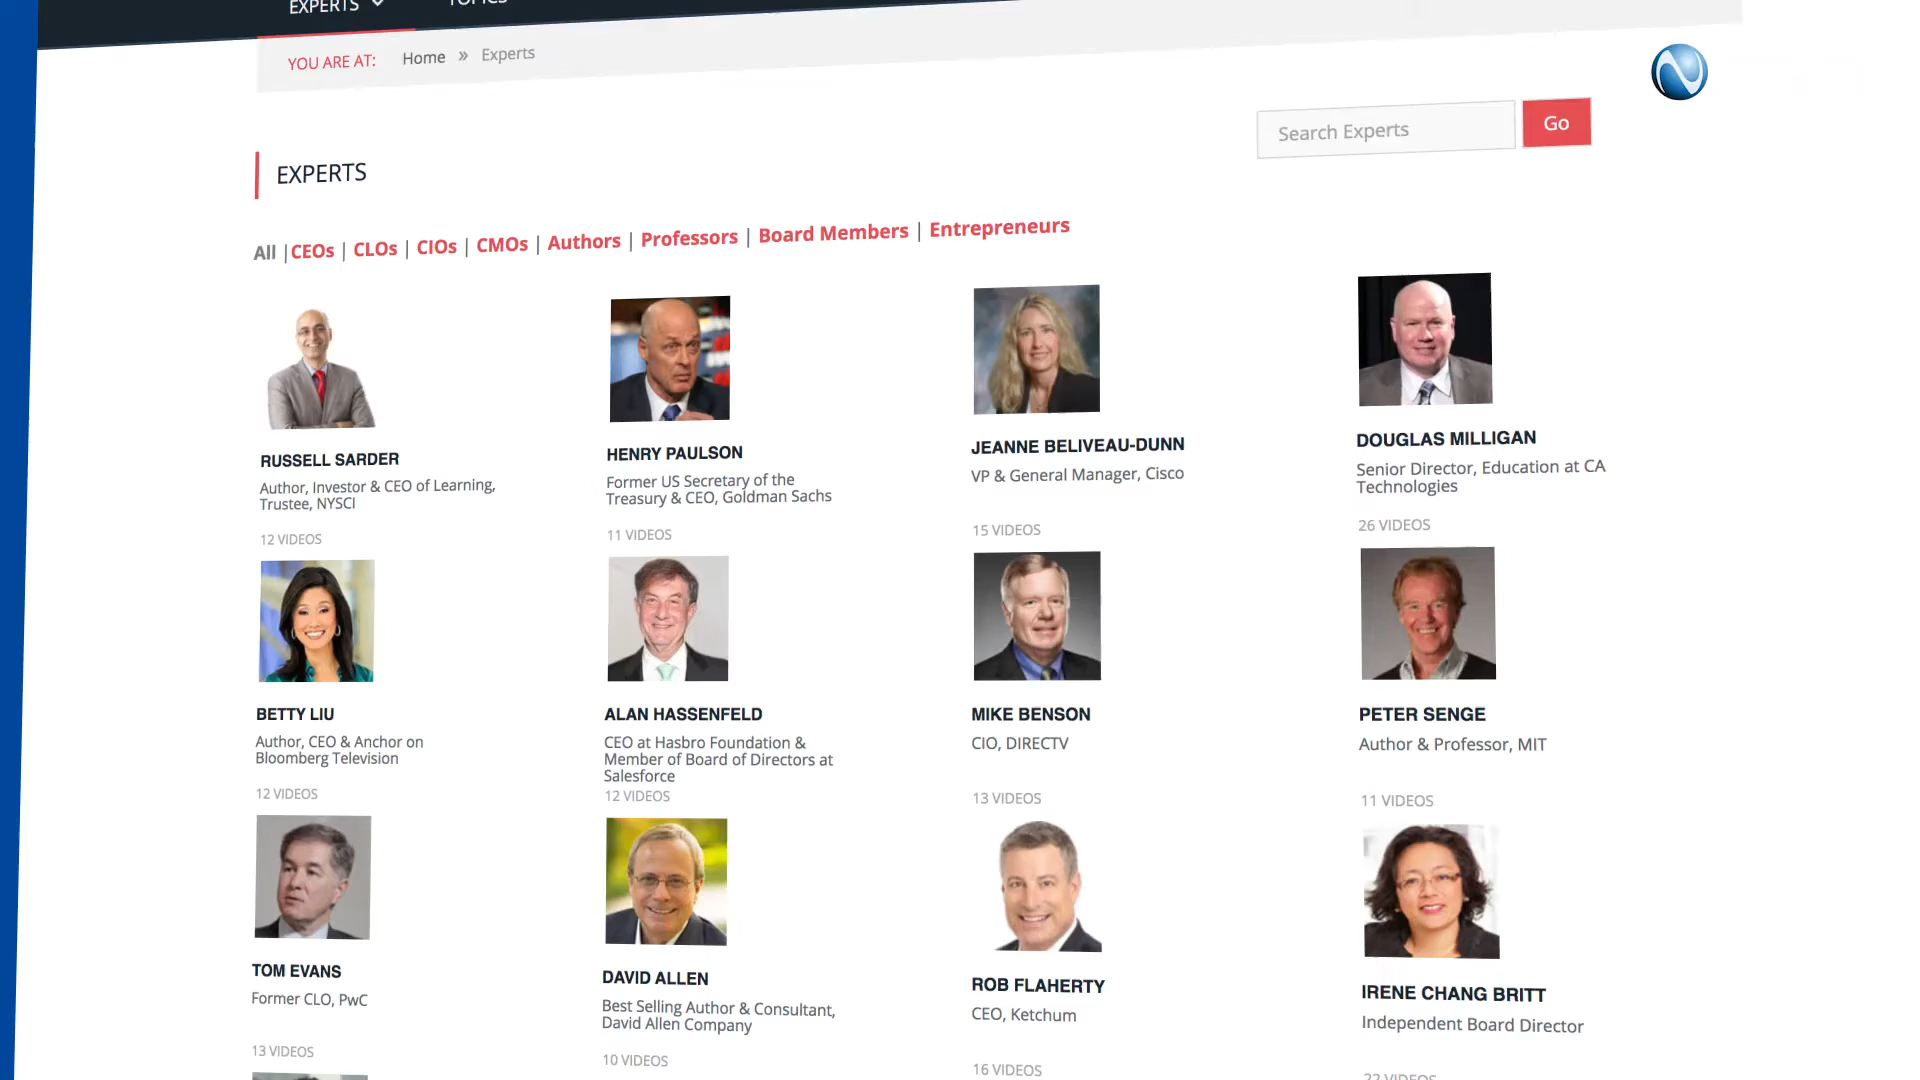 EXPERTS
TOPICS
YOU ARE AT: Home » Experts
Search Experts Go
EXPERTS
All |CEOs | CLOs | CIOs | CMOs | Authors | Professors | Board Members | Entrepreneurs
RUSSELL SARDER
Author, Investor & CEO of Learning,
Trustee, NYSCI
12 VIDEOS
HENRY PAULSON
Former US Secretary of the
Treasury & CEO, Goldman Sachs
11 VIDEOS
JEANNE BELIVEAU-DUNN
VP & General Manager, Cisco
15 VIDEOS
DOUGLAS MILLIGAN
Senior Director, Education at CA
Technologies
26 VIDEOS
BETTY LIU
Author, CEO & Anchor on
Bloomberg Television
12 VIDEOS
ALAN HASSENFELD
CEO at Hasbro Foundation &
Member of Board of Directors at
Salesforce
12 VIDEOS
MIKE BENSON
CIO, DIRECTV
13 VIDEOS
PETER SENGE
Author & Professor, MIT
11 VIDEOS
TOM EVANS
Former CLO, PwC
13 VIDEOS
DAVID ALLEN
Best Selling Author & Consultant,
David Allen Company
10 VIDEOS
ROB FLAHERTY
CEO, Ketchum
16 VIDEOS
IRENE CHANG BRITT
Independent Board Director
22 VIDEOS